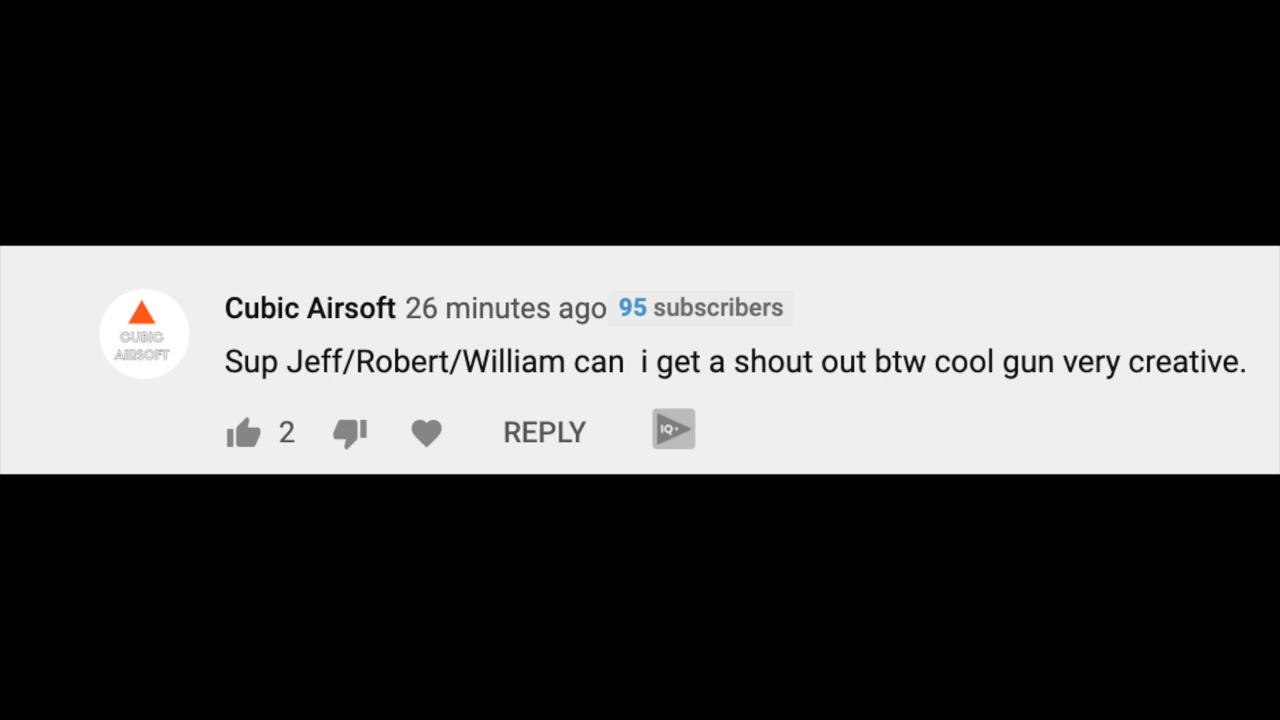 CUBIC
AIRSOFT
Cubic Airsoft 26 minutes ago 95 subscribers
Sup Jeff/Robert/William can  i get a shout out btw cool gun very creative.
2 REPLY IQ+